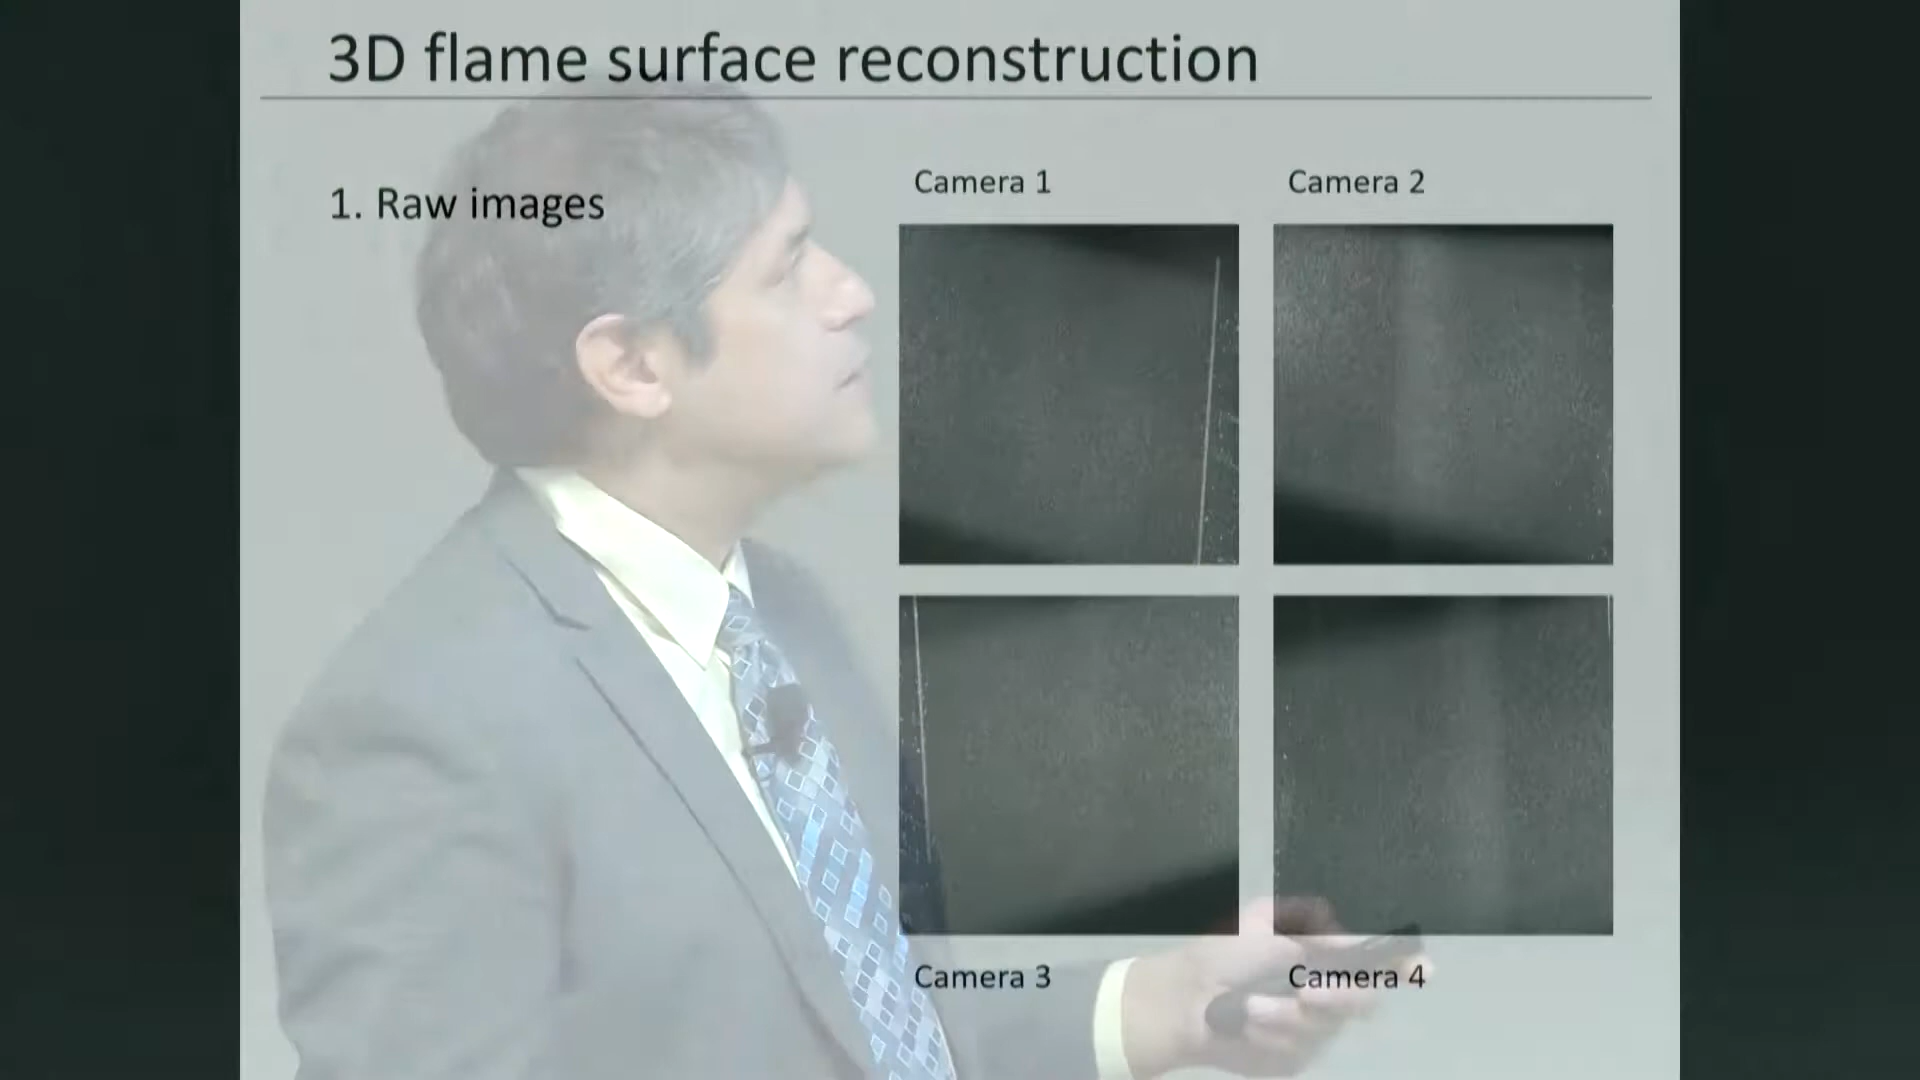 3D flame surface reconstruction
1. Raw images
Camera 1
Camera 2
Camera 3
Camera 4